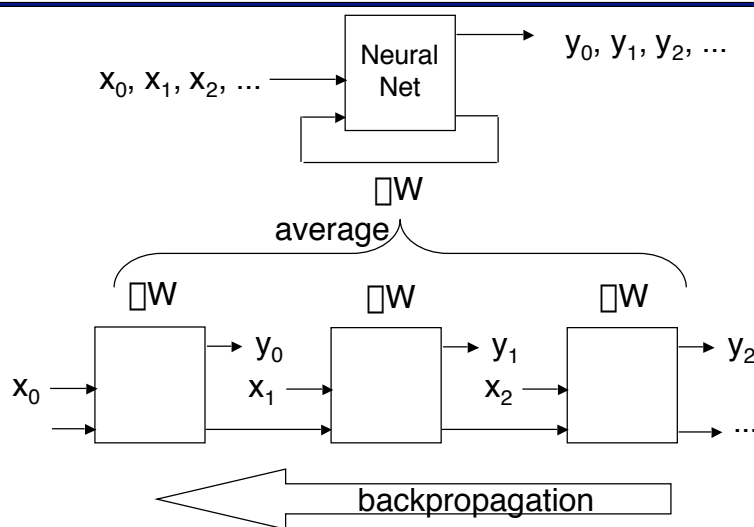 Neural
Net
x₀, x₁, x₂, ...
y₀, y₁, y₂, ...
▯W
average
▯W ▯W ▯W
y₀ y₁ y₂
x₀ x₁ x₂
...
backpropagation